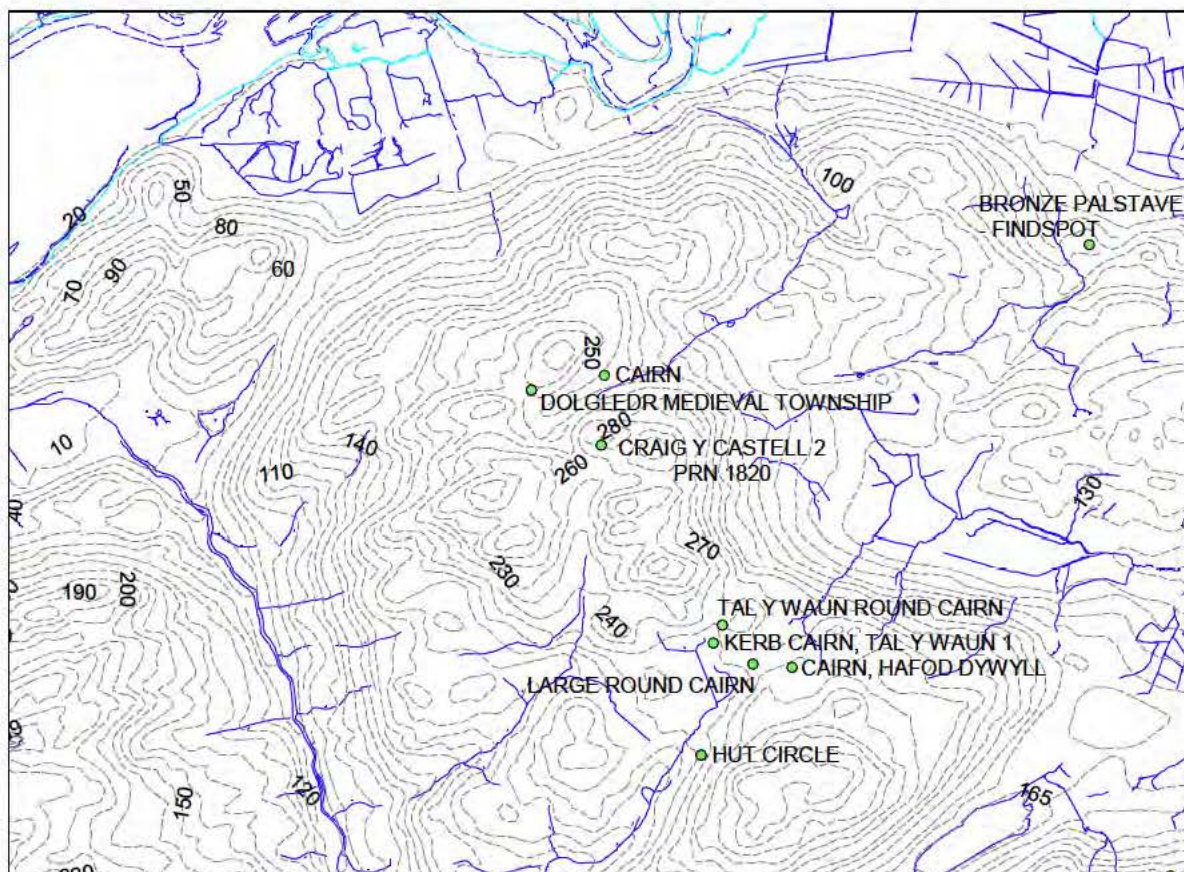 100
50
BRONZE PALSTAVE
- FINDSPOT
20
80
60
90
70
250
CAIRN
DOLGLEDR MEDIEVAL TOWNSHIP
280
CRAIG Y CASTELL 2
PRN 1820
10
140
110
260
130
270
230
190
200
240
TAL Y WAUN ROUND CAIRN
KERB CAIRN, TAL Y WAUN 1
CAIRN, HAFOD DYWYLL
LARGE ROUND CAIRN
HUT CIRCLE
120
150
165